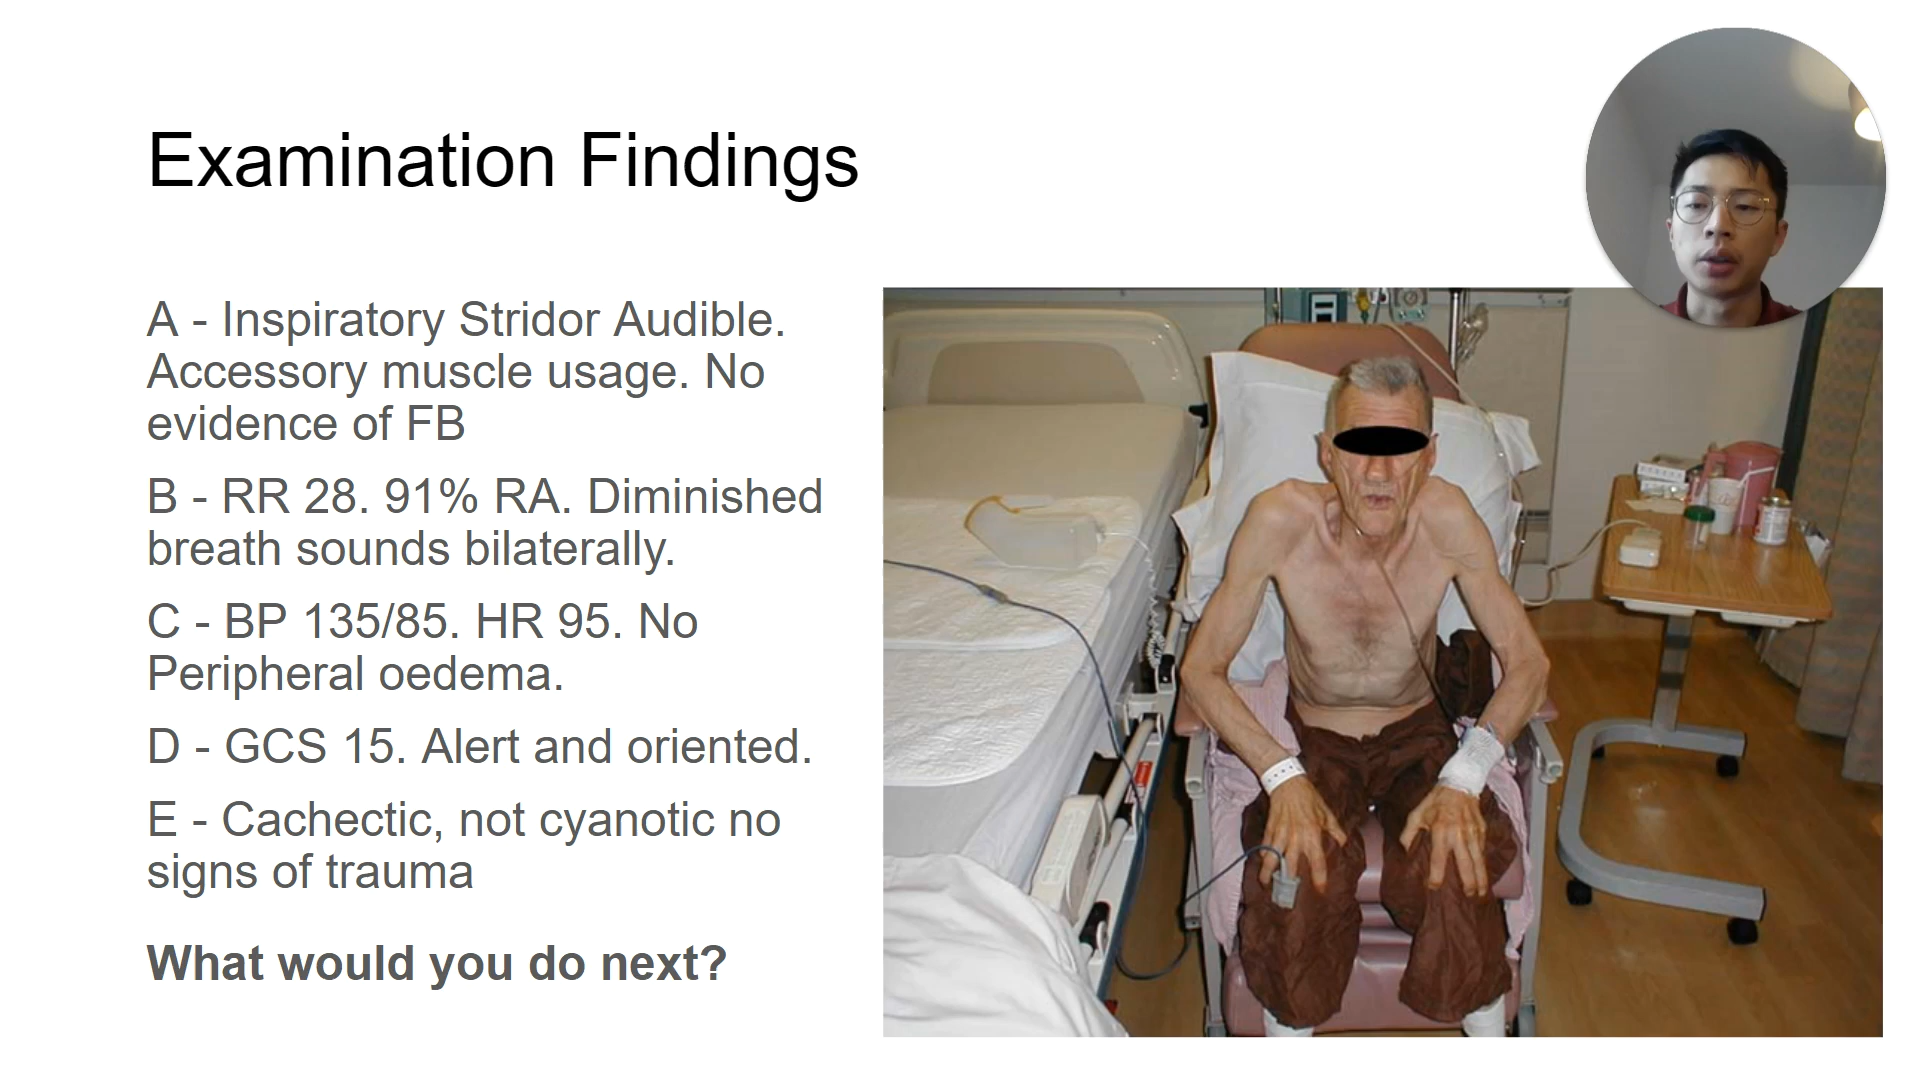 Examination Findings
A - Inspiratory Stridor Audible.
Accessory muscle usage. No
evidence of FB
B - RR 28. 91% RA. Diminished
breath sounds bilaterally.
C - BP 135/85. HR 95. No
Peripheral oedema.
D - GCS 15. Alert and oriented.
E - Cachectic, not cyanotic no
signs of trauma
What would you do next?